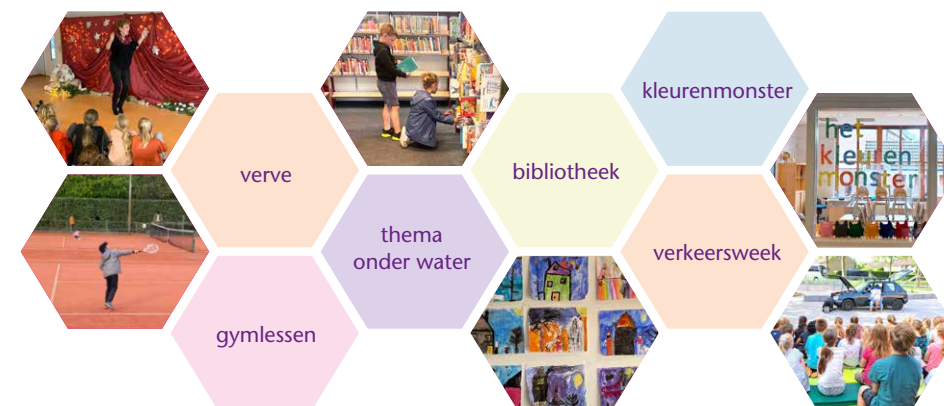 kleurenmonster
verve
bibliotheek
het
kleuren
monster
thema
onder water
verkeersweek
gymlessen